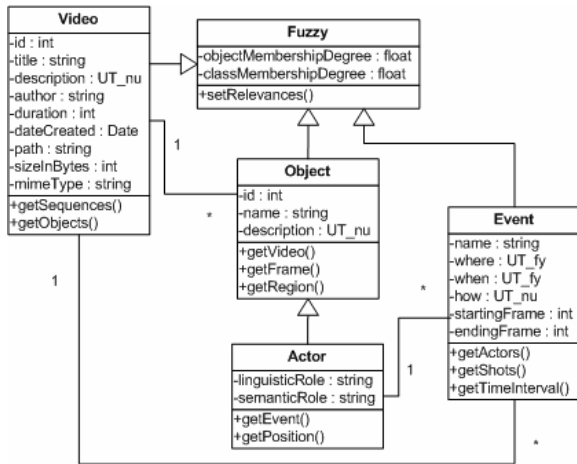 Video
-id : int
-title : string
-description : UT_nu
-author : string
-duration : int
-dateCreated : Date
-path : string
-sizeInBytes : int
-mimeType : string
+getSequences()
+getObjects()
Fuzzy
-objectMembershipDegree : float
-classMembershipDegree : float
+setRelevances()
1
*
Object
-id : int
-name : string
-description : UT_nu
+getVideo()
+getFrame()
+getRegion()
Event
-name : string
-where : UT_fy
-when : UT_fy
-how : UT_nu
-startingFrame : int
-endingFrame : int
+getActors()
+getShots()
+getTimeInterval()
1
*
Actor
-linguisticRole : string
-semanticRole : string
+getEvent()
+getPosition()
1
*